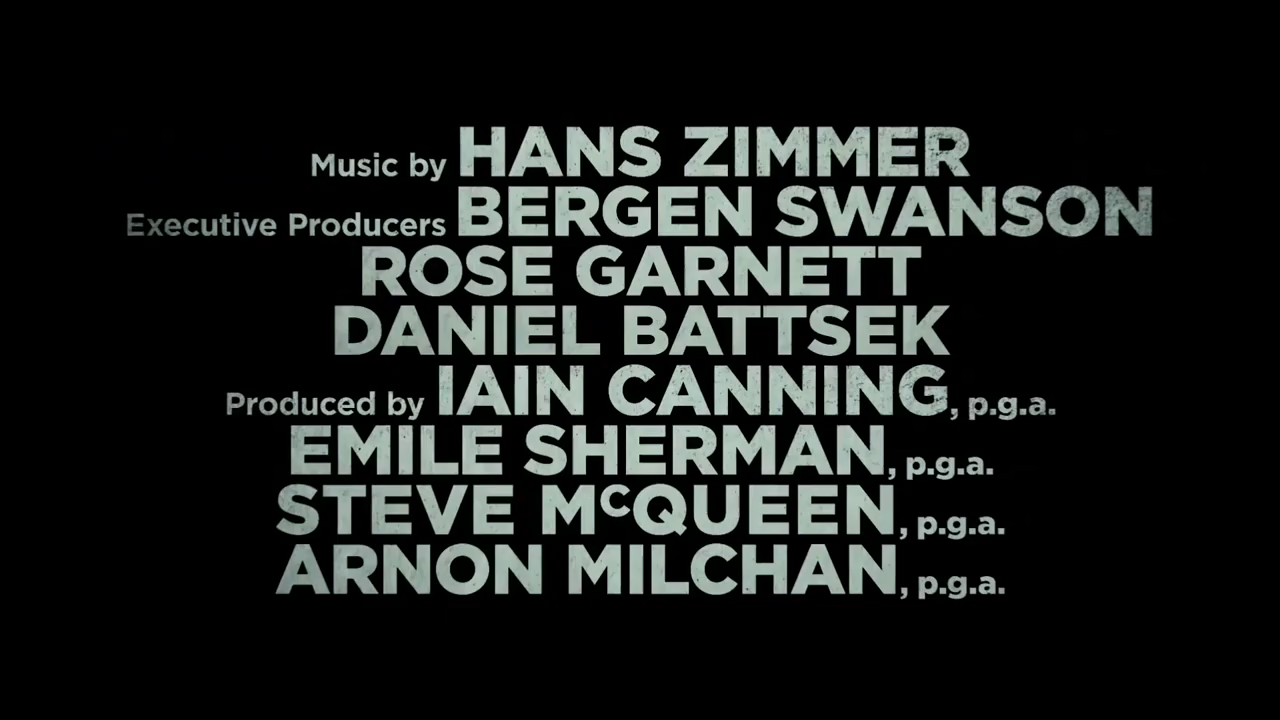 Music by HANS ZIMMER
Executive Producers BERGEN SWANSON
ROSE GARNETT
DANIEL BATTSEK
Produced by IAIN CANNING, p.g.a.
EMILE SHERMAN, p.g.a.
STEVE McQUEEN, p.g.a.
ARNON MILCHAN, p.g.a.